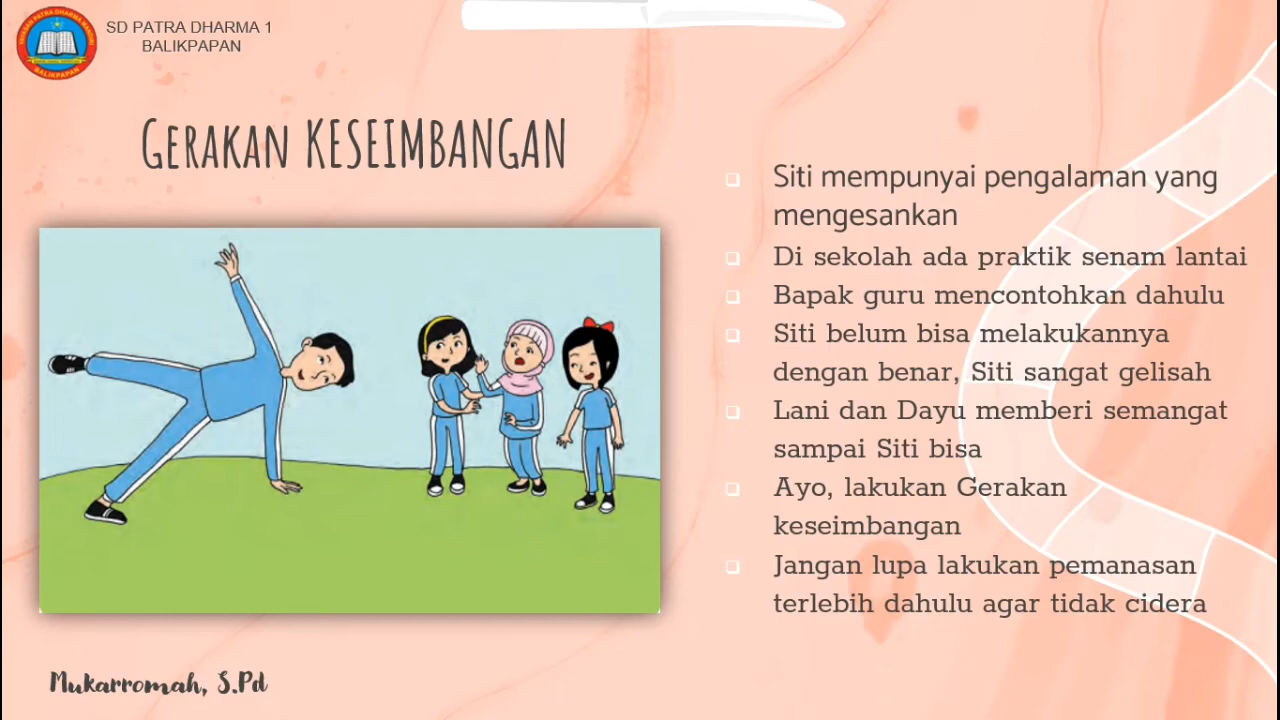 SD PATRA DHARMA 1
BALIKPAPAN
GERAKAN KESEIMBANGAN
Siti mempunyai pengalaman yang
mengesankan
Di sekolah ada praktik senam lantai
Bapak guru mencontohkan dahulu
Siti belum bisa melakukannya
dengan benar, Siti sangat gelisah
Lani dan Dayu memberi semangat
sampai Siti bisa
Ayo, lakukan Gerakan
keseimbangan
Jangan lupa lakukan pemanasan
terlebih dahulu agar tidak cidera
Mukarromah, S.Pd